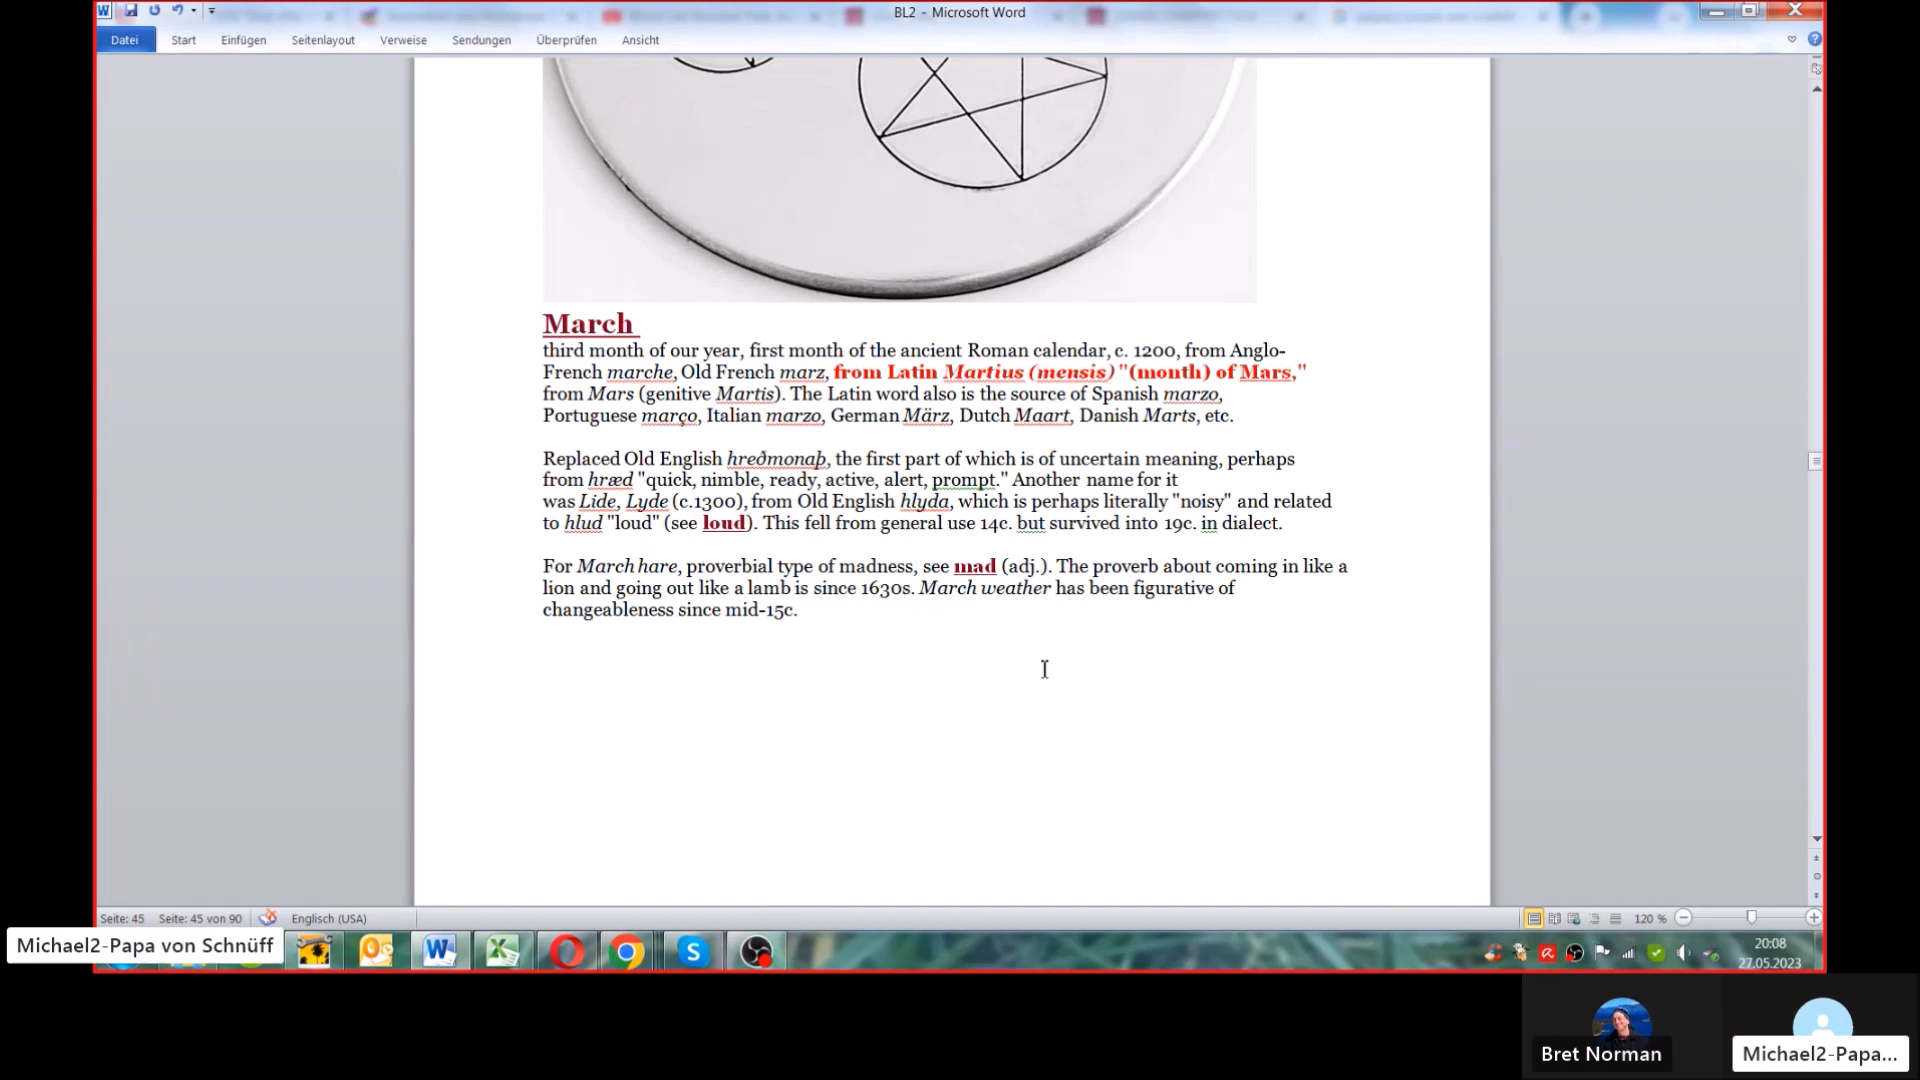 BL2 - Microsoft Word
Datei Start Einfügen Seitenlayout Verweise Sendungen Überprüfen Ansicht
March
third month of our year, first month of the ancient Roman calendar, c. 1200, from Anglo-
French marche, Old French marz, from Latin Martius (mensis) "(month) of Mars,"
from Mars (genitive Martis). The Latin word also is the source of Spanish marzo,
Portuguese março, Italian marzo, German März, Dutch Maart, Danish Marts, etc.
Replaced Old English hreðmonaþ, the first part of which is of uncertain meaning, perhaps
from hræd "quick, nimble, ready, active, alert, prompt." Another name for it
was Lide, Lyde (c.1300), from Old English hlyda, which is perhaps literally "noisy" and related
to hlud "loud" (see loud). This fell from general use 14c. but survived into 19c. in dialect.
For March hare, proverbial type of madness, see mad (adj.). The proverb about coming in like a
lion and going out like a lamb is since 1630s. March weather has been figurative of
changeableness since mid-15c.
Seite: 45 Seite: 45 von 90 Englisch (USA) 120 %
Michael2-Papa von Schnüff
20:08
27.05.2023
Bret Norman
Michael2-Papa...